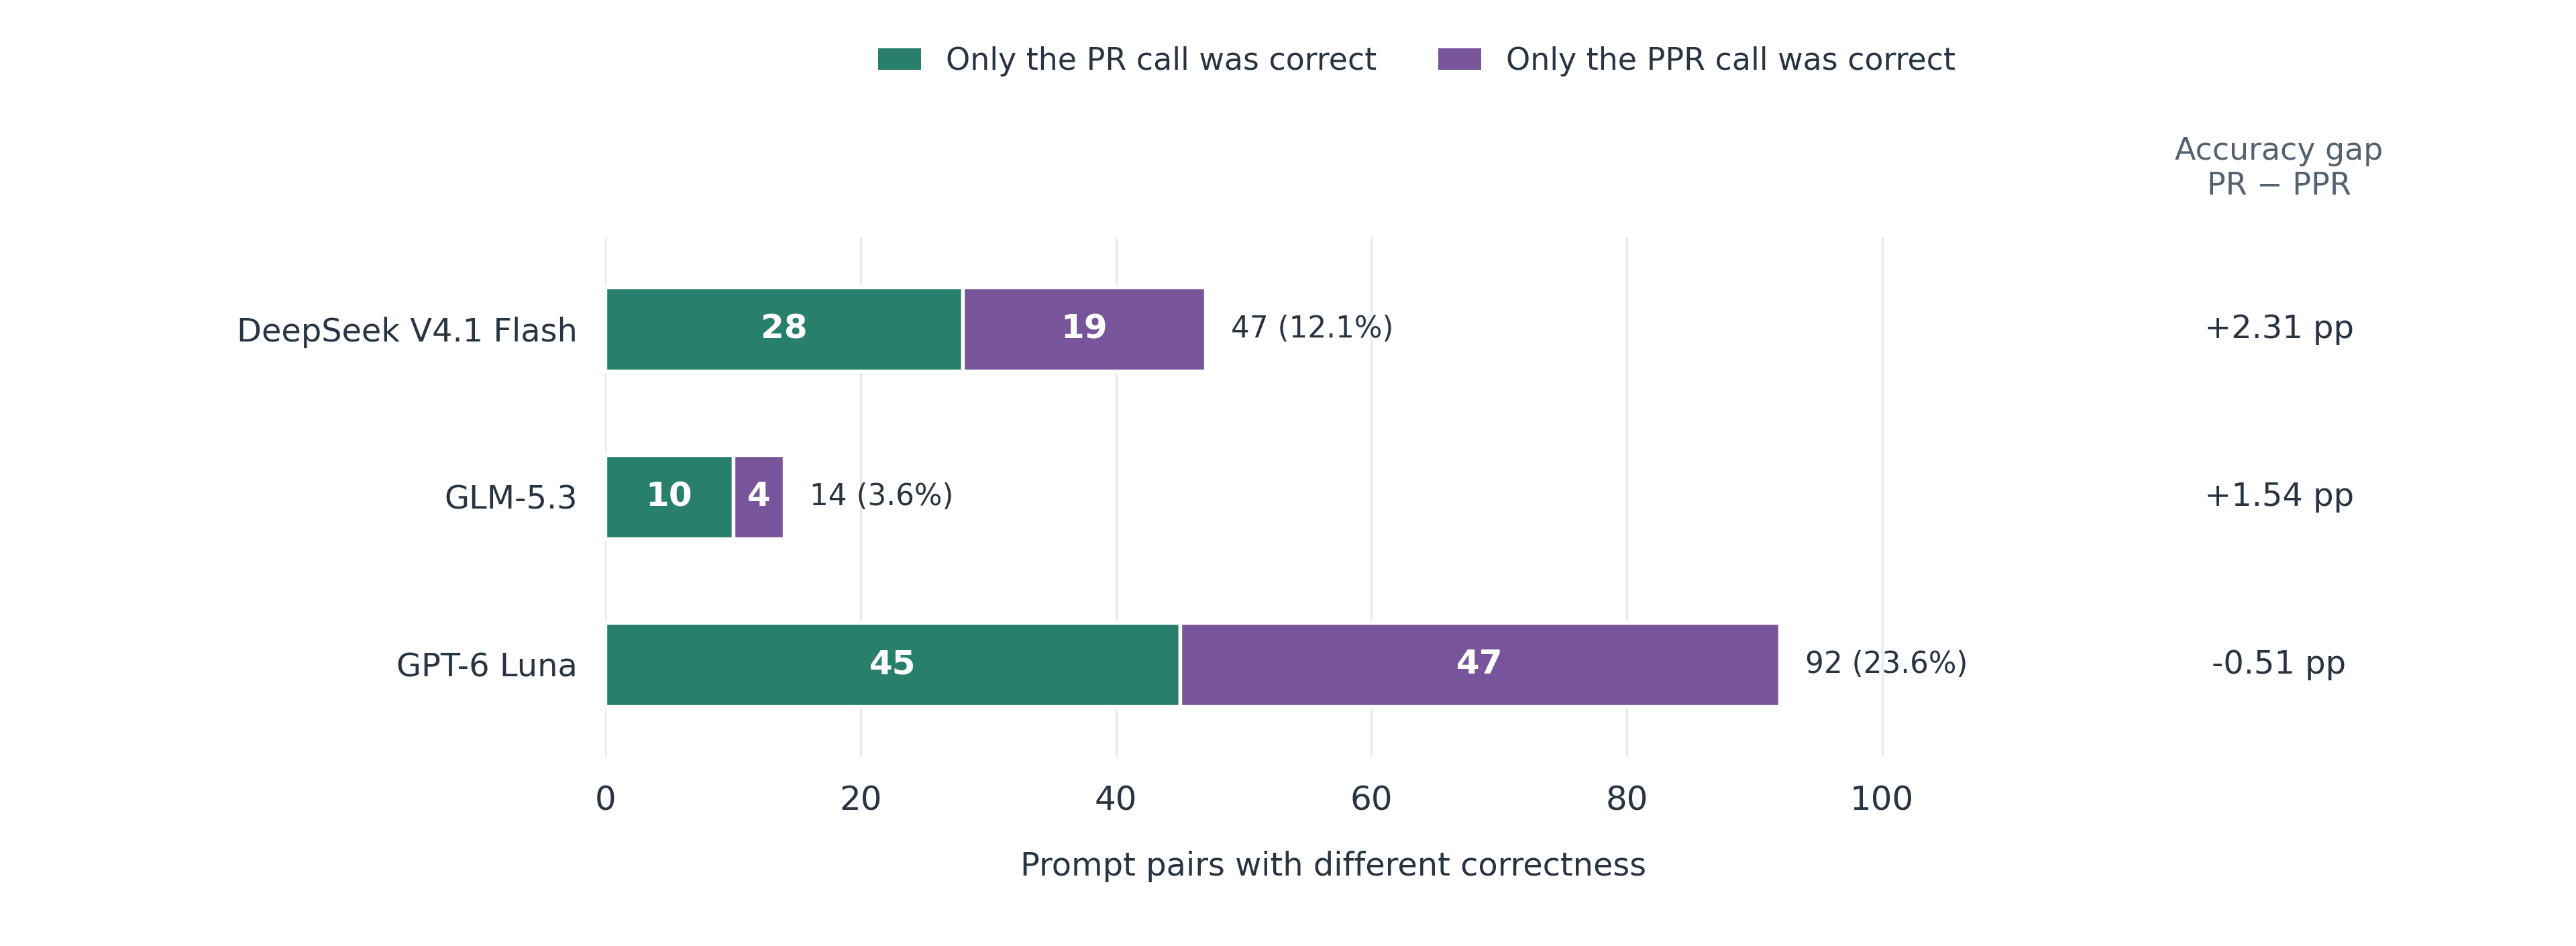 Only the PR call was correct
Only the PPR call was correct
Accuracy gap
PR − PPR
DeepSeek V4.1 Flash
28
19
47 (12.1%)
+2.31 pp
GLM-5.3
10
4
14 (3.6%)
+1.54 pp
GPT-6 Luna
45
47
92 (23.6%)
-0.51 pp
0
20
40
60
80
100
Prompt pairs with different correctness